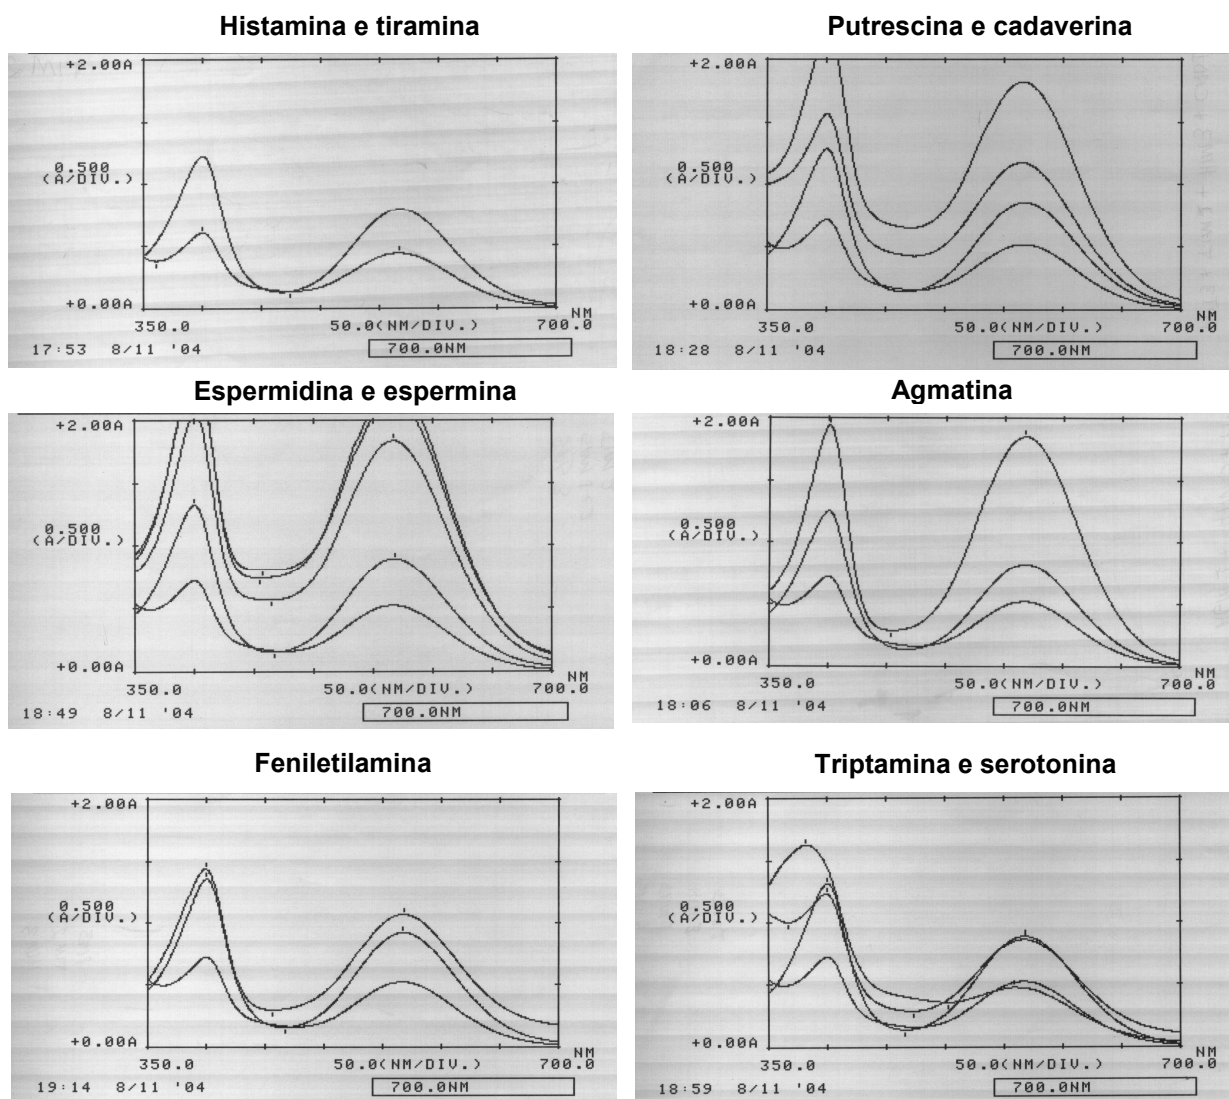 Histamina e tiramina
+2.00A
0.500
(A/DIV.)
+0.00A
NM
350.0 50.0(NM/DIV.) 700.0
17:53 8/11 '04 700.0NM
Putrescina e cadaverina
+2.00A
0.500
(A/DIV.)
+0.00A
NM
350.0 50.0(NM/DIV.) 700.0
18:28 8/11 '04 700.0NM
Espermidina e espermina
+2.00A
0.500
(A/DIV.)
+0.00A
NM
350.0 50.0(NM/DIV.) 700.0
18:49 8/11 '04 700.0NM
Agmatina
+2.00A
0.500
(A/DIV.)
+0.00A
NM
350.0 50.0(NM/DIV.) 700.0
18:06 8/11 '04 700.0NM
Feniletilamina
+2.00A
0.500
(A/DIV.)
+0.00A
NM
350.0 50.0(NM/DIV.) 700.0
19:14 8/11 '04 700.0NM
Triptamina e serotonina
+2.00A
0.500
(A/DIV.)
+0.00A
NM
350.0 50.0(NM/DIV.) 700.0
18:59 8/11 '04 700.0NM